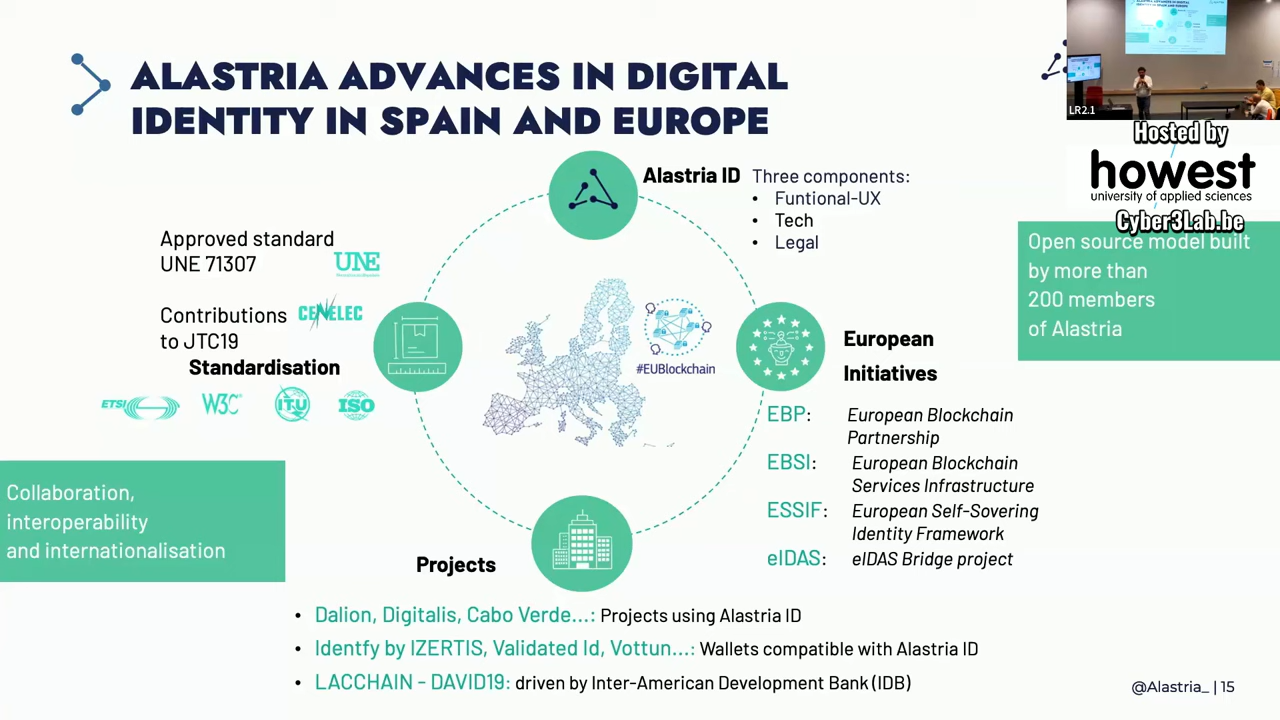 ALASTRIA ADVANCES IN DIGITAL
IDENTITY IN SPAIN AND EUROPE
LR2.1
Hosted by
howest
university of applied sciences
Cyber3Lab.be
Alastria ID
Three components:
• Funtional-UX
• Tech
• Legal
Open source model built
by more than
200 members
of Alastria
Approved standard
UNE 71307
UNE
Contributions
to JTC19
CENELEC
Standardisation
ETSI
W3C
ITU
ISO
#EUBlockchain
European
Initiatives
EBP: European Blockchain
Partnership
EBSI: European Blockchain
Services Infrastructure
ESSIF: European Self-Sovering
Identity Framework
eIDAS: eIDAS Bridge project
Collaboration,
interoperability
and internationalisation
Projects
• Dalion, Digitalis, Cabo Verde...: Projects using Alastria ID
• Identfy by IZERTIS, Validated Id, Vottun...: Wallets compatible with Alastria ID
• LACCHAIN - DAVID19: driven by Inter-American Development Bank (IDB)
@Alastria_ | 15